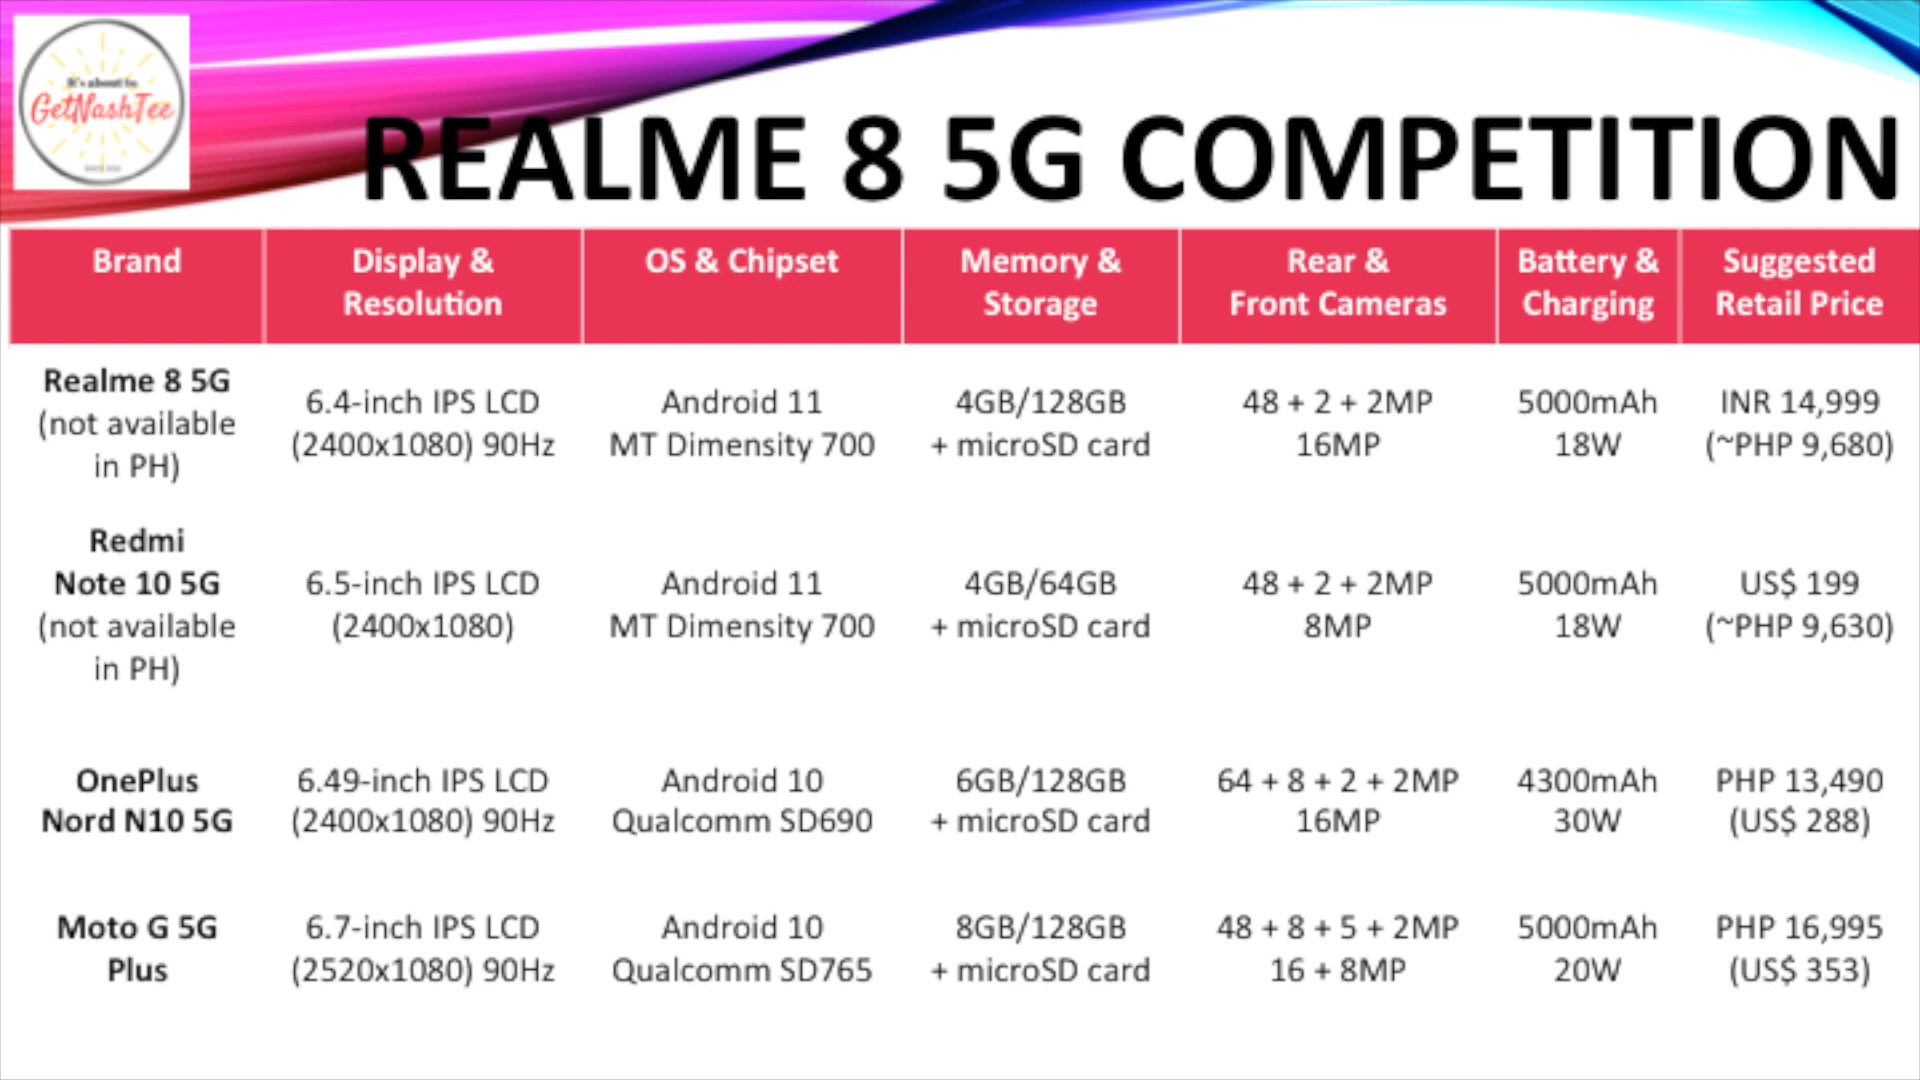 It's about to
GetNashTee
REALME 8 5G COMPETITION
Brand
Display &
Resolution
OS & Chipset
Memory &
Storage
Rear &
Front Cameras
Battery &
Charging
Suggested
Retail Price
Realme 8 5G
(not available
in PH)
6.4-inch IPS LCD
(2400x1080) 90Hz
Android 11
MT Dimensity 700
4GB/128GB
+ microSD card
48 + 2 + 2MP
16MP
5000mAh
18W
INR 14,999
(~PHP 9,680)
Redmi
Note 10 5G
(not available
in PH)
6.5-inch IPS LCD
(2400x1080)
Android 11
MT Dimensity 700
4GB/64GB
+ microSD card
48 + 2 + 2MP
8MP
5000mAh
18W
US$ 199
(~PHP 9,630)
OnePlus
Nord N10 5G
6.49-inch IPS LCD
(2400x1080) 90Hz
Android 10
Qualcomm SD690
6GB/128GB
+ microSD card
64 + 8 + 2 + 2MP
16MP
4300mAh
30W
PHP 13,490
(US$ 288)
Moto G 5G
Plus
6.7-inch IPS LCD
(2520x1080) 90Hz
Android 10
Qualcomm SD765
8GB/128GB
+ microSD card
48 + 8 + 5 + 2MP
16 + 8MP
5000mAh
20W
PHP 16,995
(US$ 353)